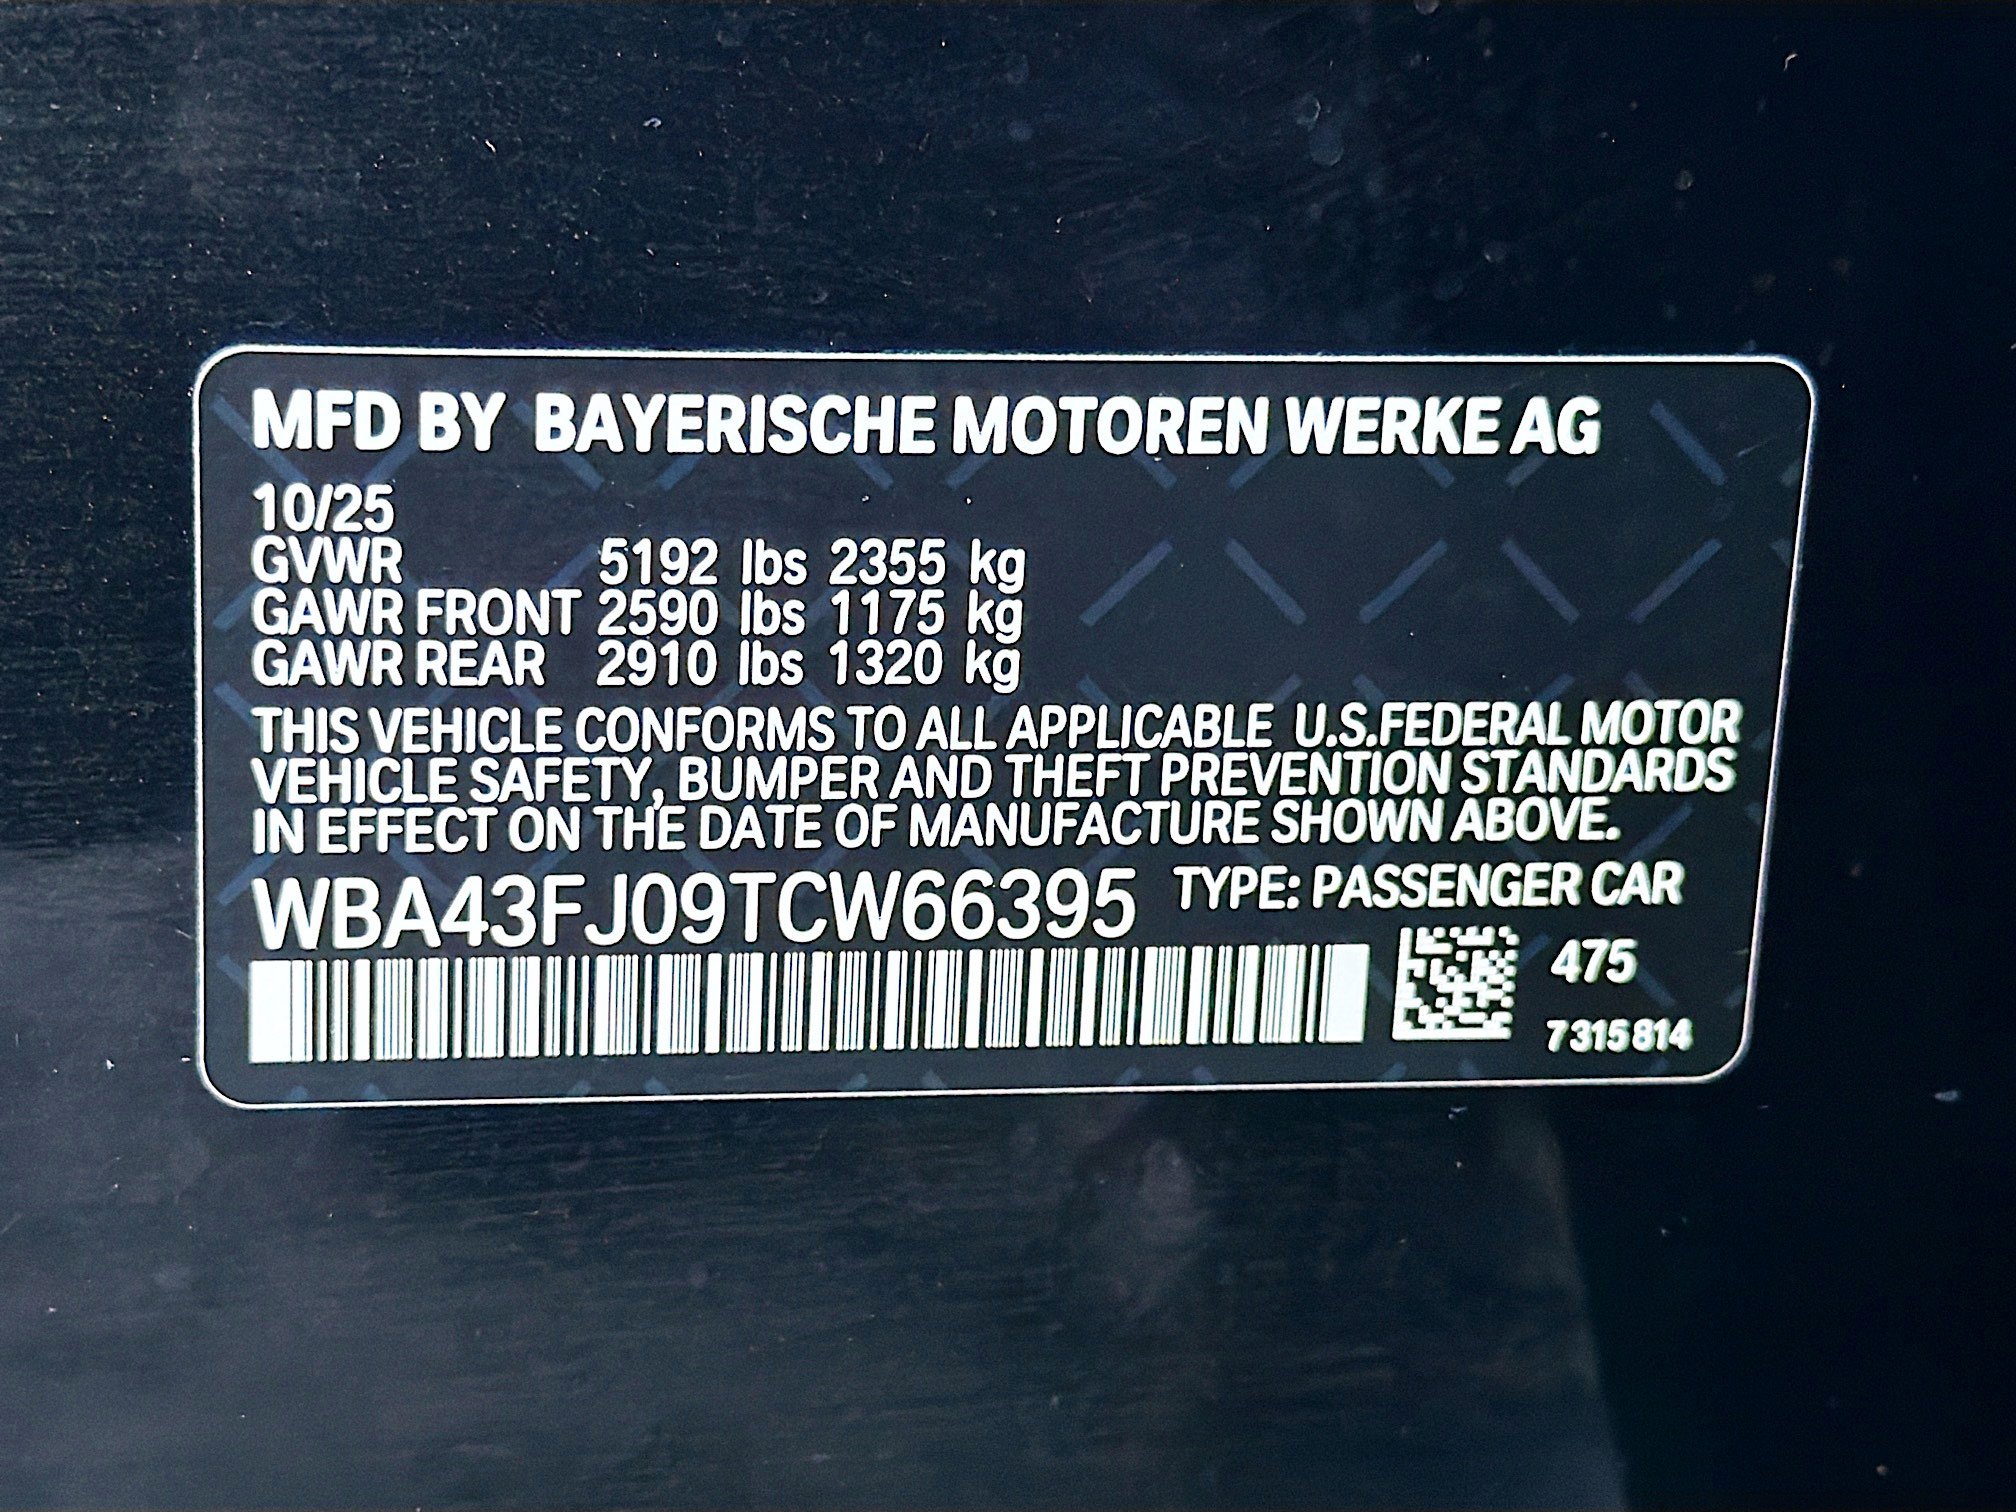 MFD BY BAYERISCHE MOTOREN WERKE AG
10/25
GVWR 5192 lbs 2355 kg
GAWR FRONT 2590 lbs 1175 kg
GAWR REAR 2910 lbs 1320 kg
THIS VEHICLE CONFORMS TO ALL APPLICABLE U.S.FEDERAL MOTOR
VEHICLE SAFETY, BUMPER AND THEFT PREVENTION STANDARDS
IN EFFECT ON THE DATE OF MANUFACTURE SHOWN ABOVE.
WBA43FJ09TCW66395 TYPE: PASSENGER CAR
475
7315814